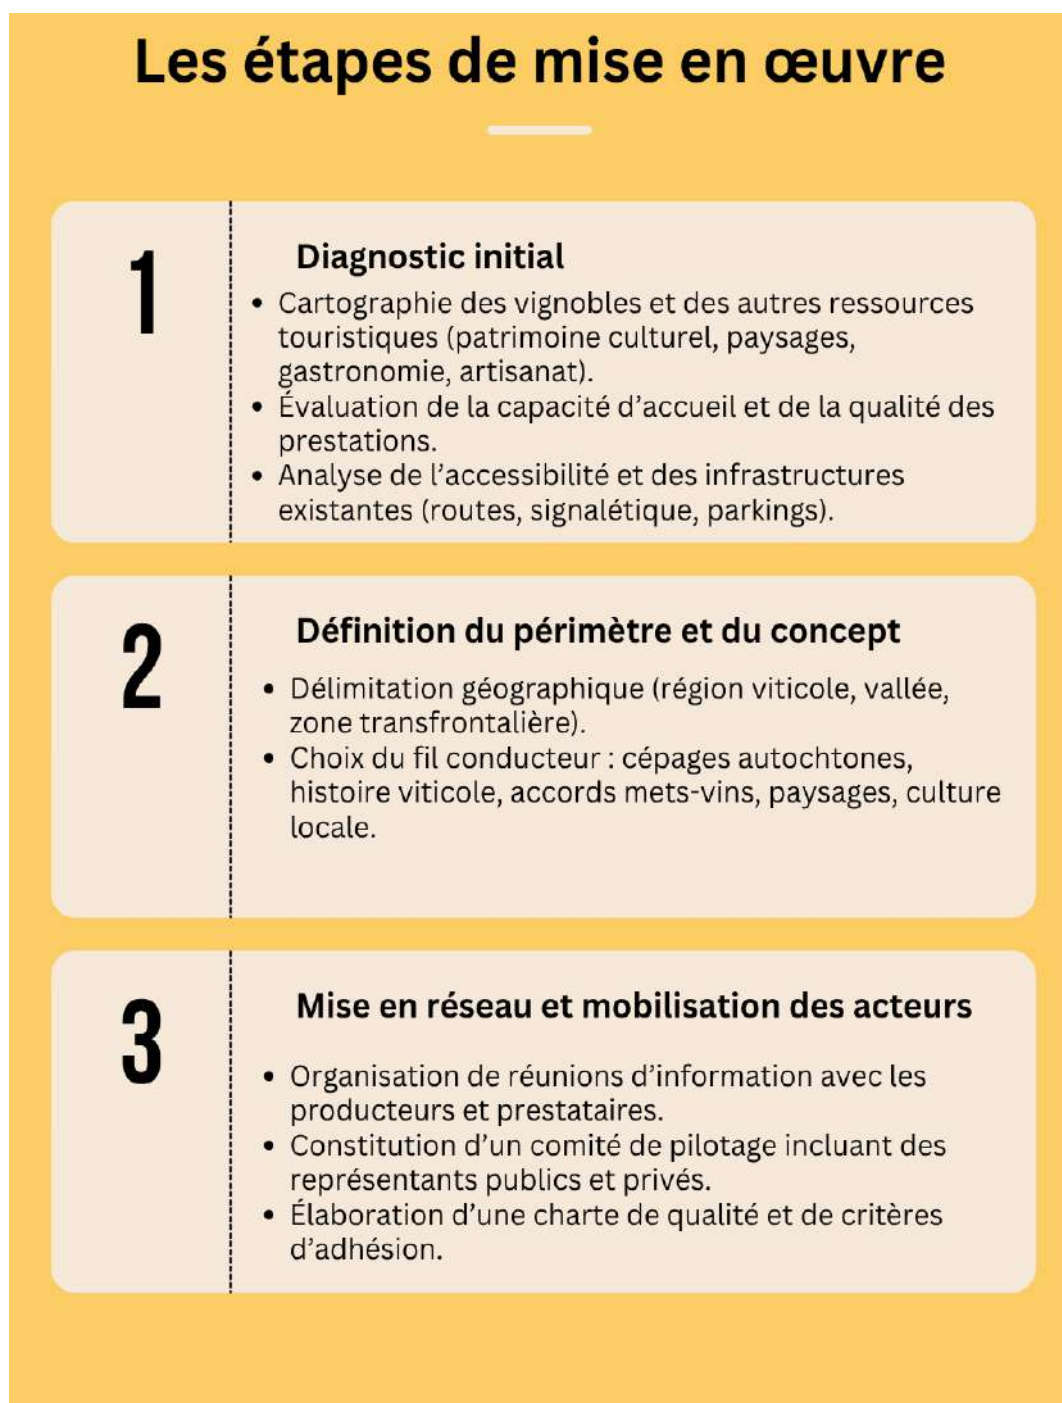 Les étapes de mise en œuvre
1
Diagnostic initial
• Cartographie des vignobles et des autres ressources
touristiques (patrimoine culturel, paysages,
gastronomie, artisanat).
• Évaluation de la capacité d’accueil et de la qualité des
prestations.
• Analyse de l’accessibilité et des infrastructures
existantes (routes, signalétique, parkings).
2
Définition du périmètre et du concept
• Délimitation géographique (région viticole, vallée,
zone transfrontalière).
• Choix du fil conducteur : cépages autochtones,
histoire viticole, accords mets-vins, paysages, culture
locale.
3
Mise en réseau et mobilisation des acteurs
• Organisation de réunions d’information avec les
producteurs et prestataires.
• Constitution d’un comité de pilotage incluant des
représentants publics et privés.
• Élaboration d’une charte de qualité et de critères
d’adhésion.